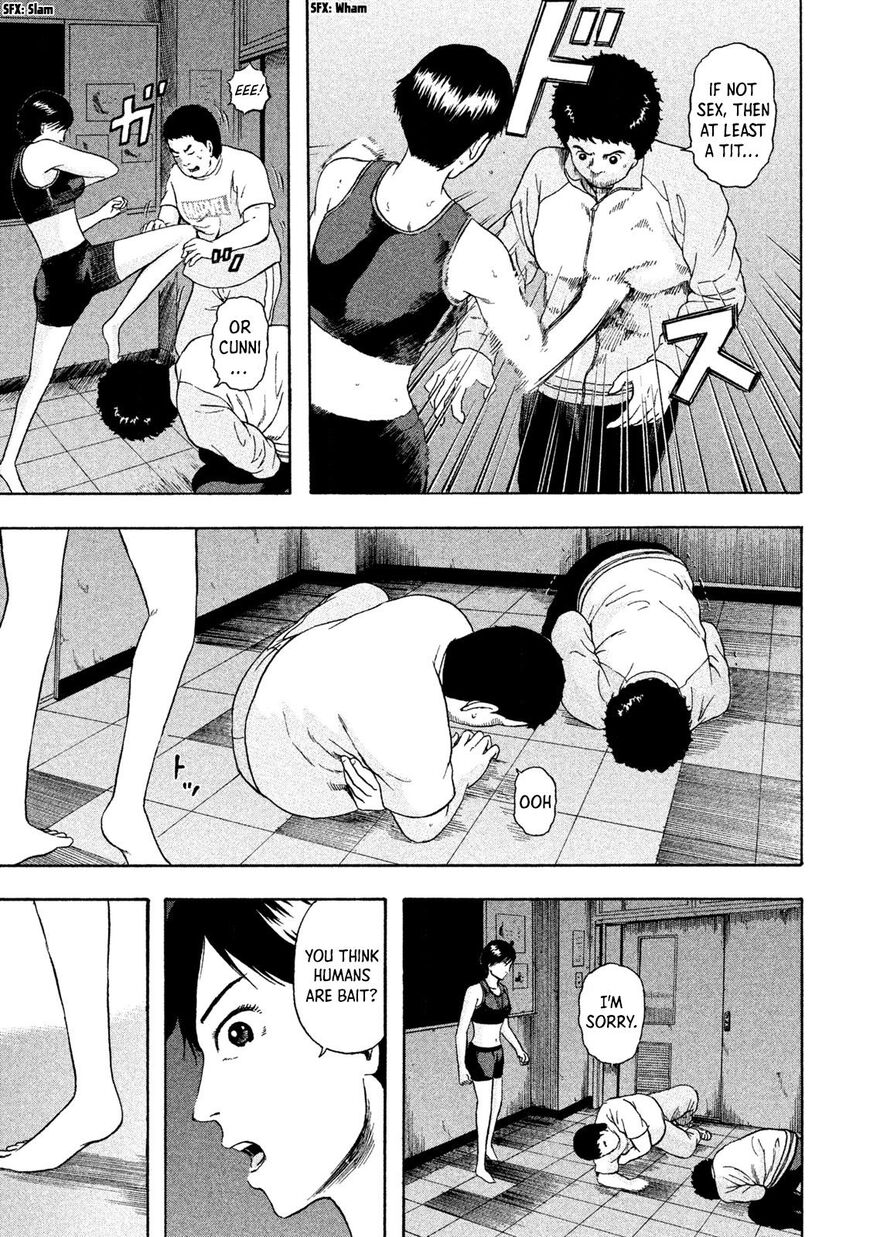 SFX: Wham
ドス
IF NOT
SEX, THEN
AT LEAST
A TIT...
SFX: Slam
ガ
EEE!
MARVEL
OR
CUNNI
...
OOH
I'M
SORRY.
YOU THINK
HUMANS
ARE BAIT?